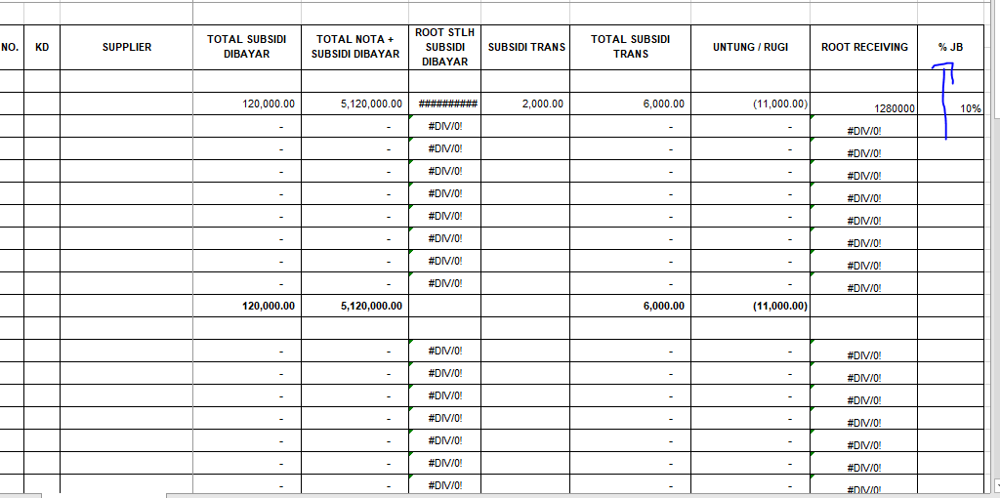 NO. KD SUPPLIER TOTAL SUBSIDI DIBAYAR TOTAL NOTA + SUBSIDI DIBAYAR ROOT STLH SUBSIDI DIBAYAR SUBSIDI TRANS TOTAL SUBSIDI TRANS UNTUNG / RUGI ROOT RECEIVING % JB
120,000.00 5,120,000.00 ########## 2,000.00 6,000.00 (11,000.00) 1280000 10%
- - #DIV/0! - - #DIV/0!
- - #DIV/0! - - #DIV/0!
- - #DIV/0! - - #DIV/0!
- - #DIV/0! - - #DIV/0!
- - #DIV/0! - - #DIV/0!
- - #DIV/0! - - #DIV/0!
- - #DIV/0! - - #DIV/0!
- - #DIV/0! - - #DIV/0!
120,000.00 5,120,000.00 6,000.00 (11,000.00)
- - #DIV/0! - - #DIV/0!
- - #DIV/0! - - #DIV/0!
- - #DIV/0! - - #DIV/0!
- - #DIV/0! - - #DIV/0!
- - #DIV/0! - - #DIV/0!
- - #DIV/0! - - #DIV/0!
- - #DIV/0! - - #DIV/0!